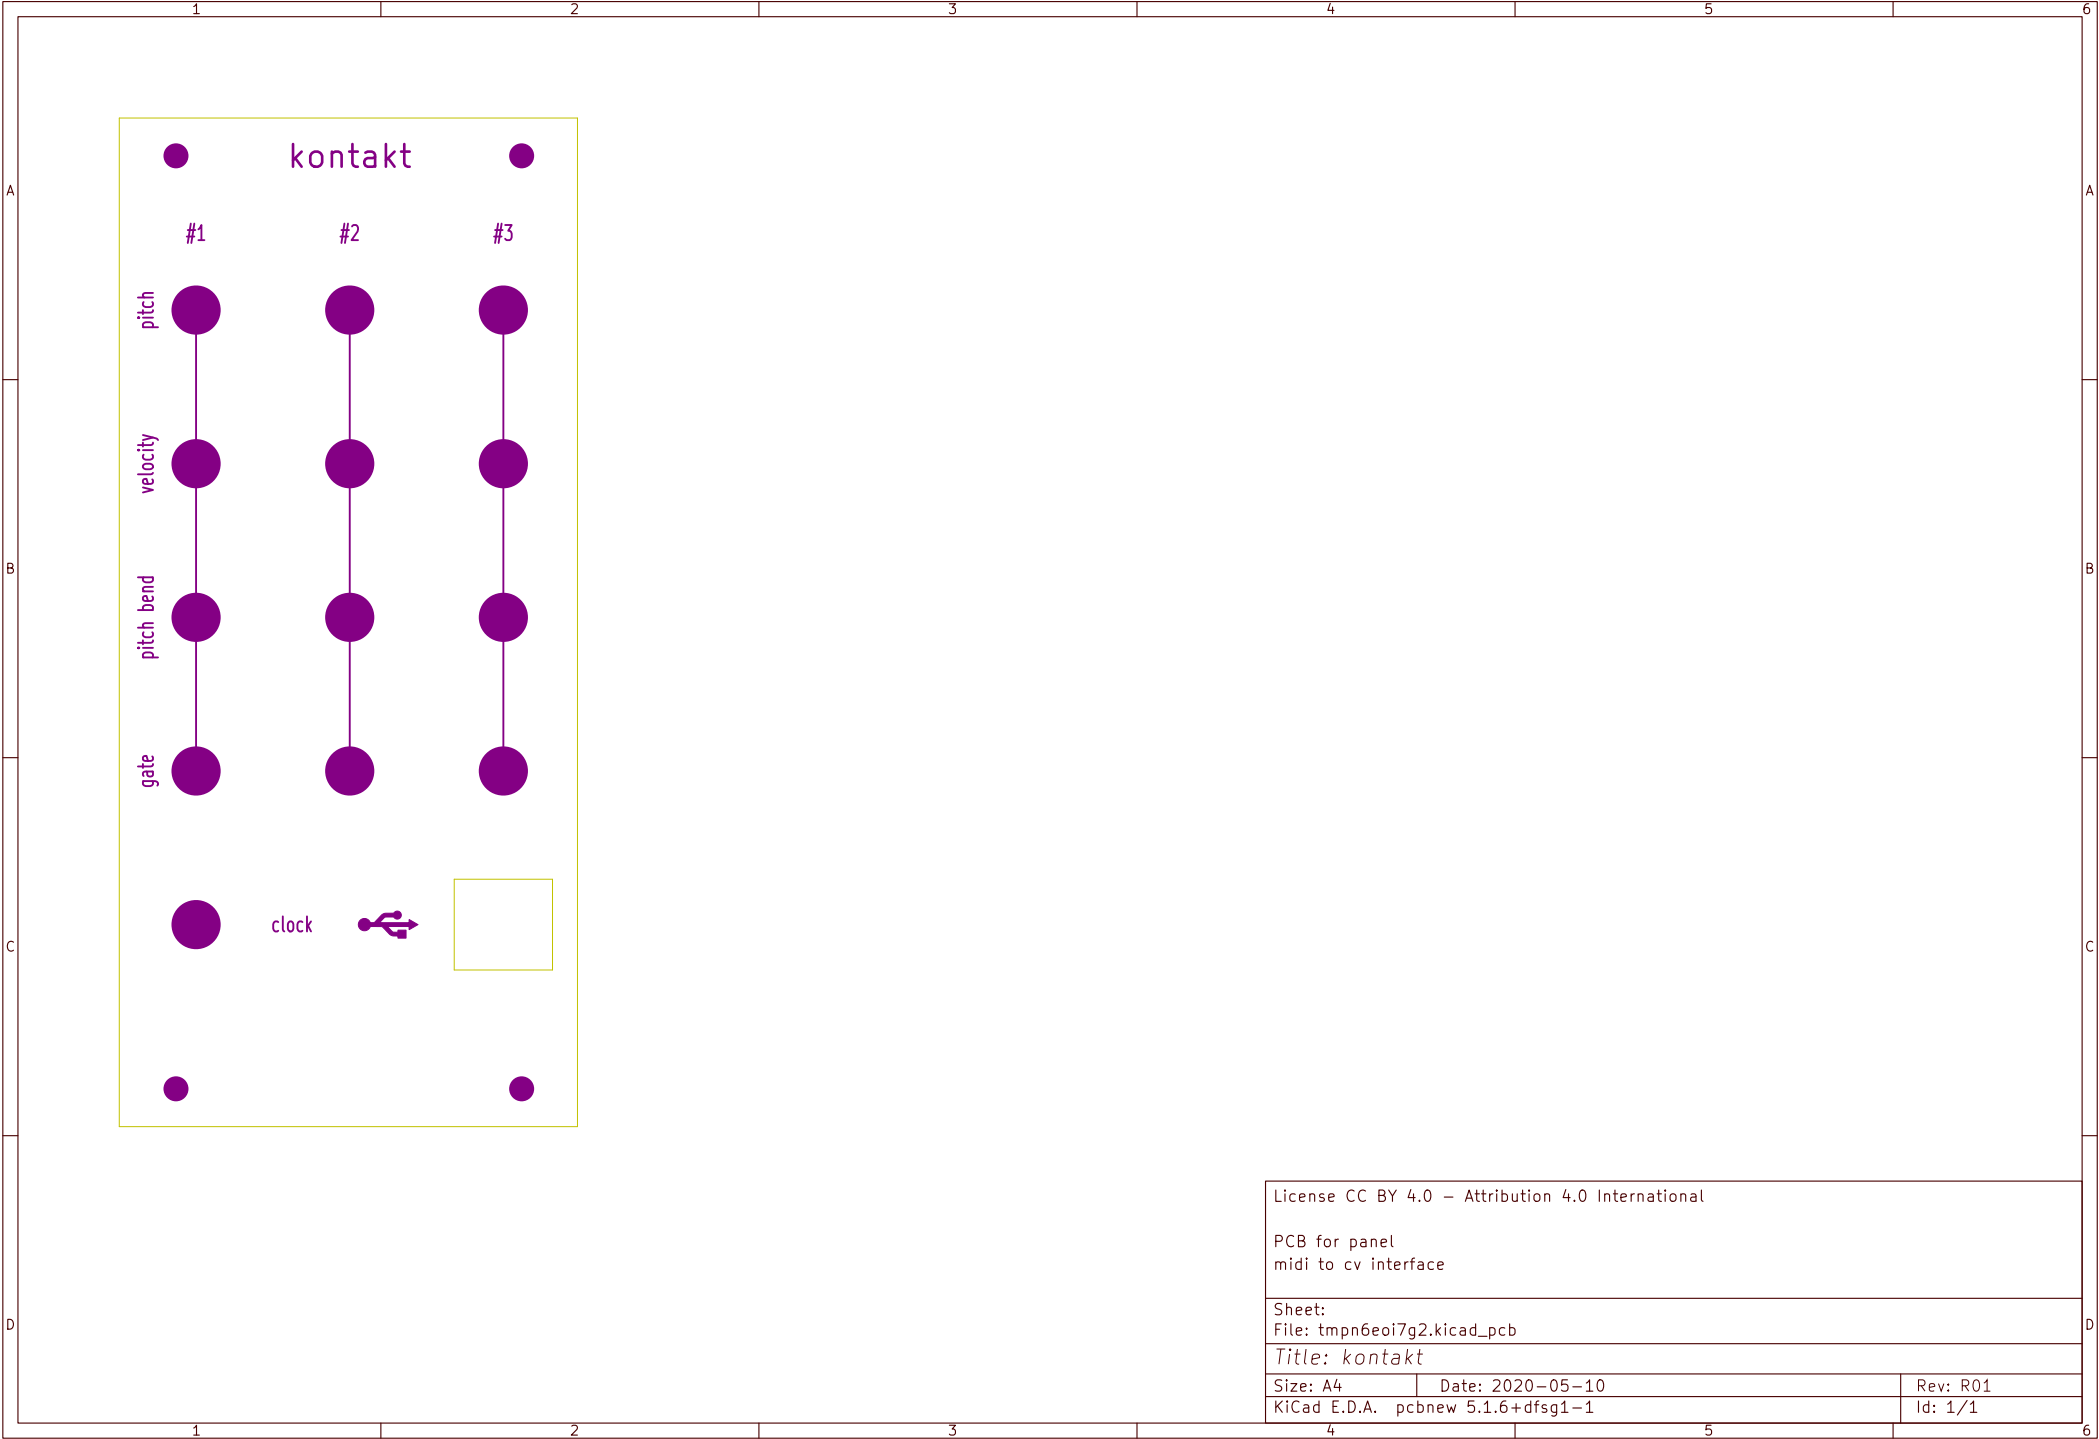 1 2 3 4 5 6
A A
kontakt
#1 #2 #3
pitch
velocity
B B
pitch bend
gate
clock
C C
License CC BY 4.0 - Attribution 4.0 International
PCB for panel
midi to cv interface
Sheet:
File: tmpn6eoi7g2.kicad_pcb
D D
Title: kontakt
Size: A4 Date: 2020-05-10 Rev: R01
KiCad E.D.A. pcbnew 5.1.6+dfsg1-1 Id: 1/1
1 2 3 4 5 6